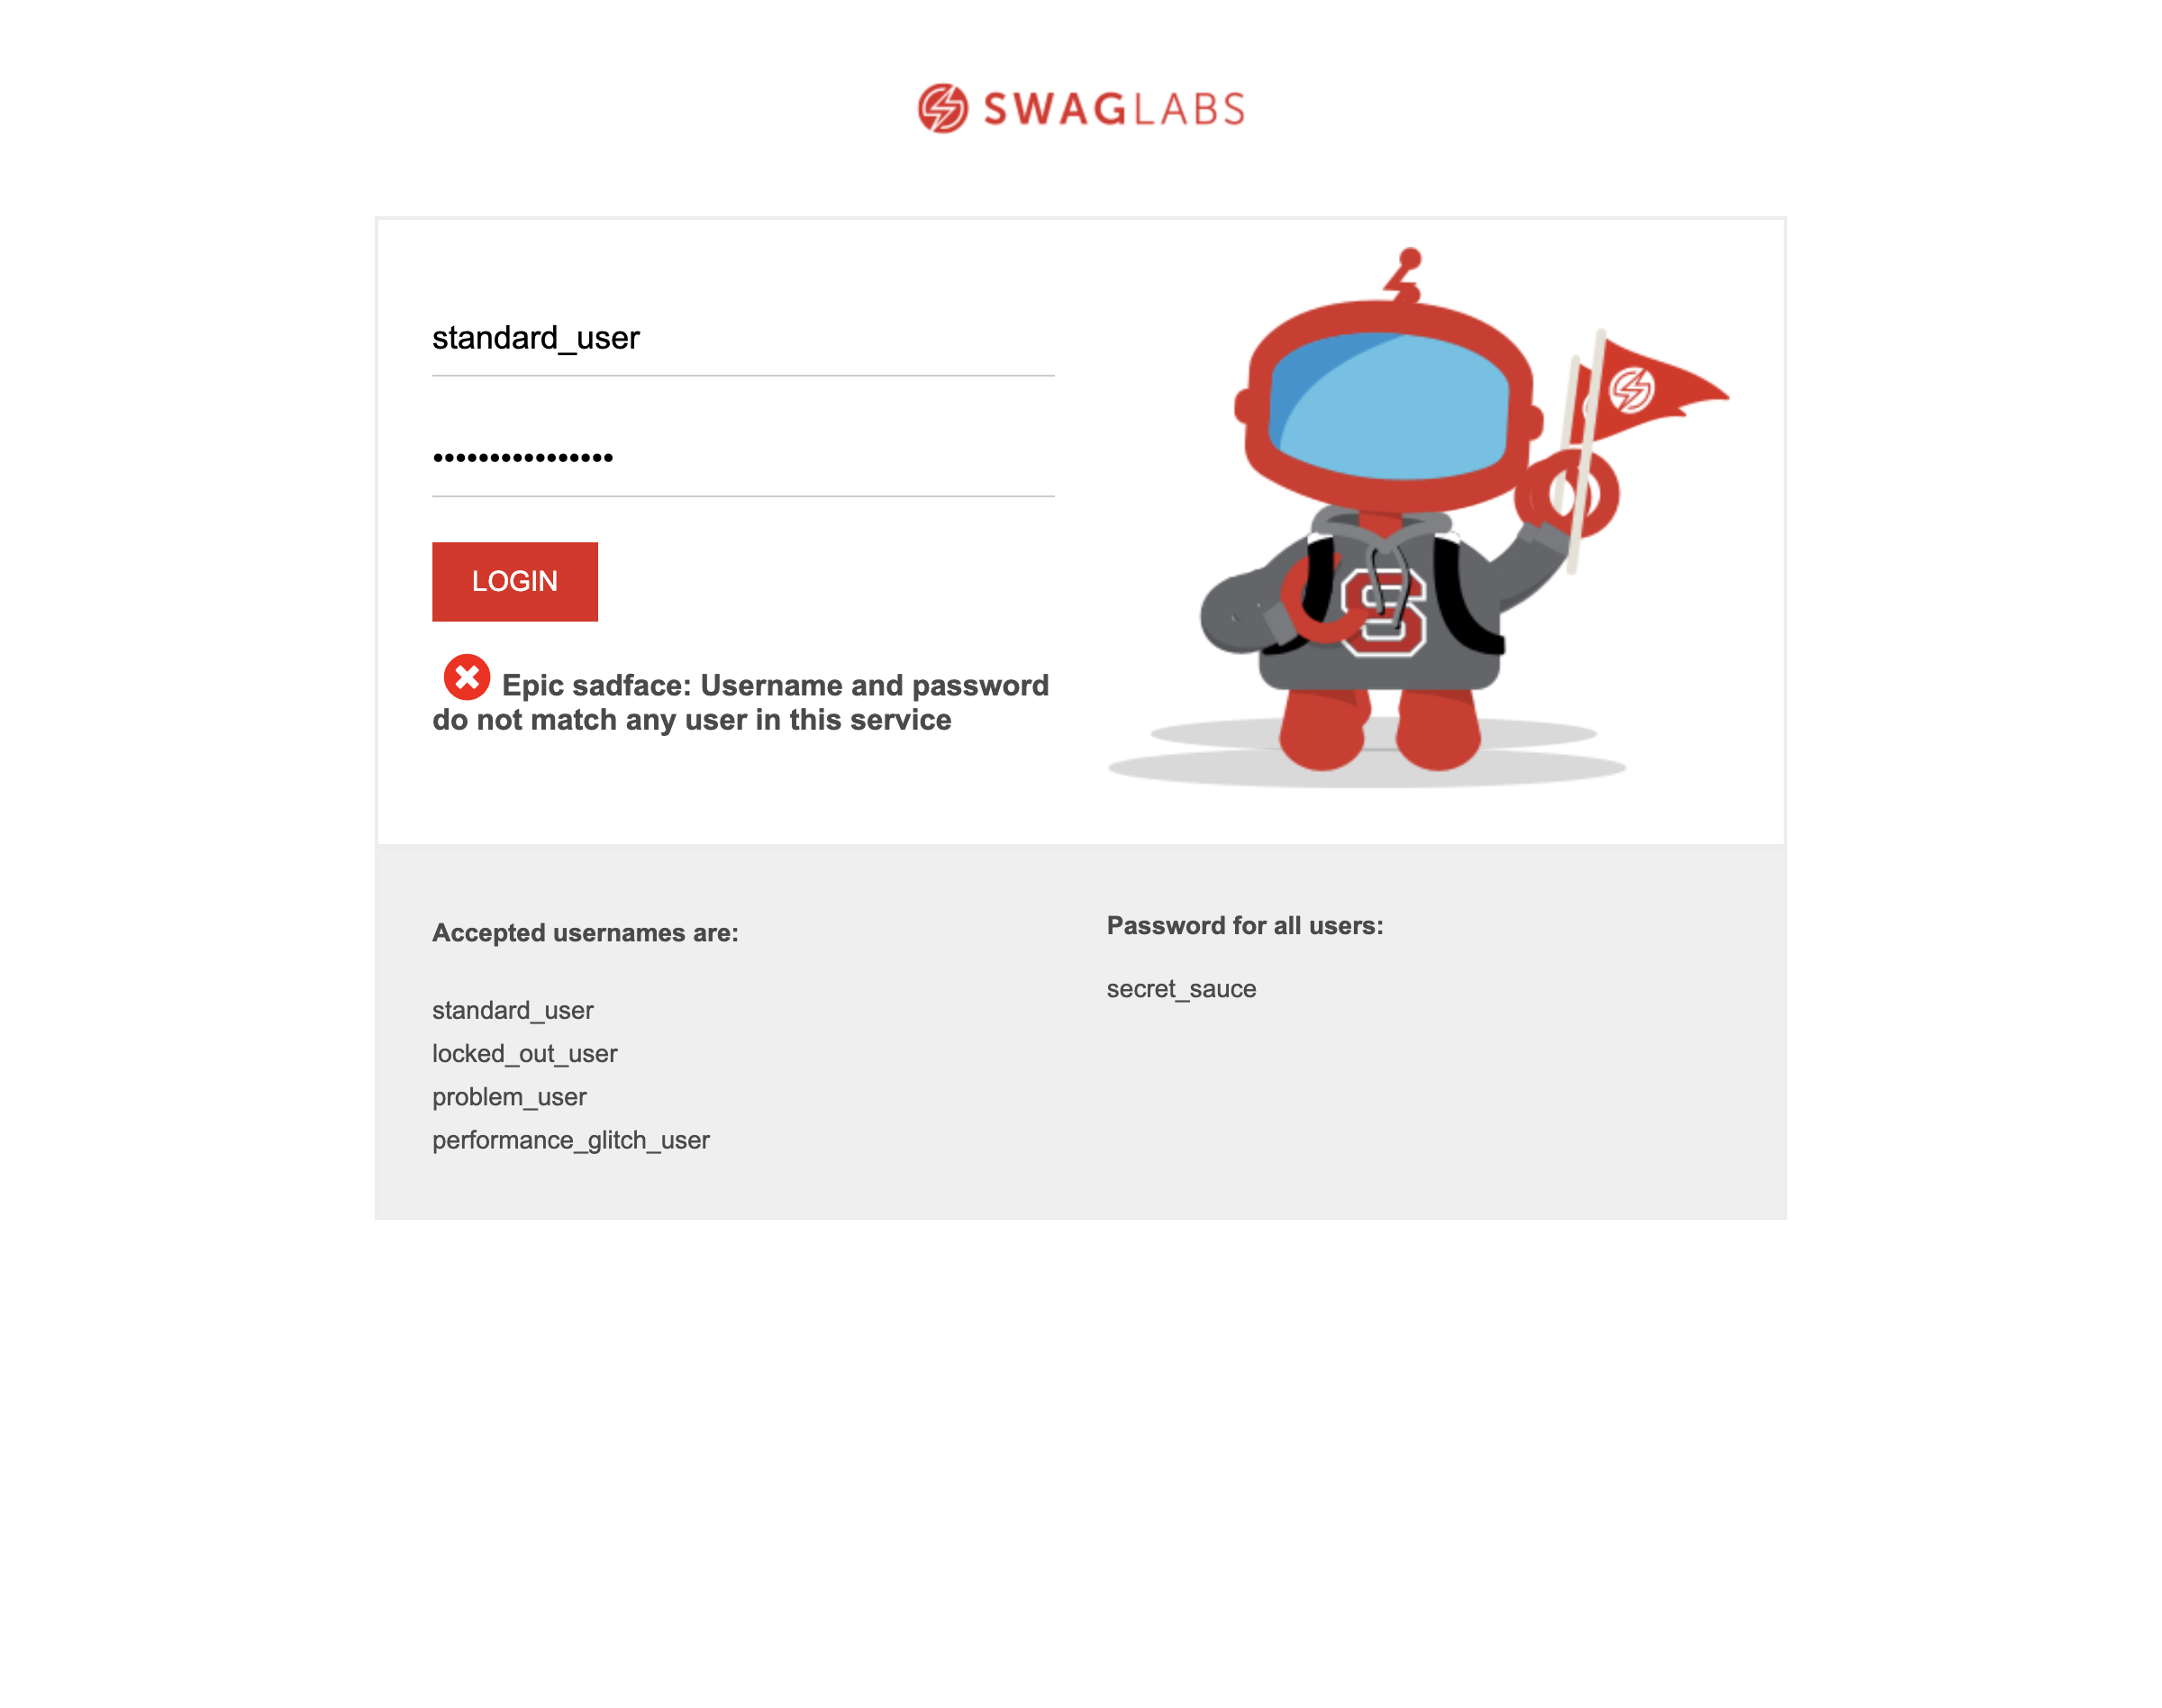 SWAGLABS
standard_user
••••••••••••••••
LOGIN
Epic sadface: Username and password
do not match any user in this service
S
Accepted usernames are:
standard_user
locked_out_user
problem_user
performance_glitch_user
Password for all users:
secret_sauce